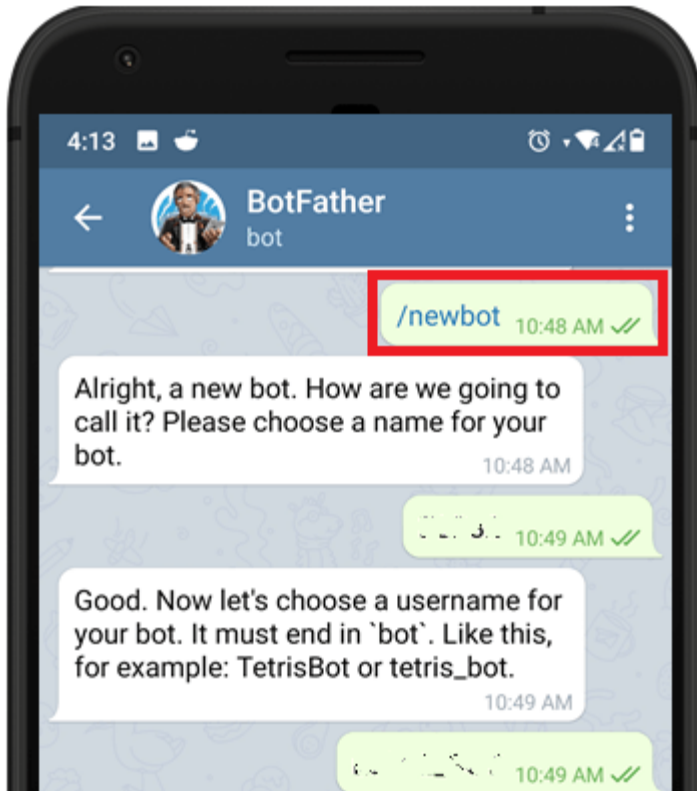 4:13
BotFather
bot
/newbot 10:48 AM
Alright, a new bot. How are we going to
call it? Please choose a name for your
bot.
10:48 AM
10:49 AM
Good. Now let's choose a username for
your bot. It must end in `bot`. Like this,
for example: TetrisBot or tetris_bot.
10:49 AM
10:49 AM